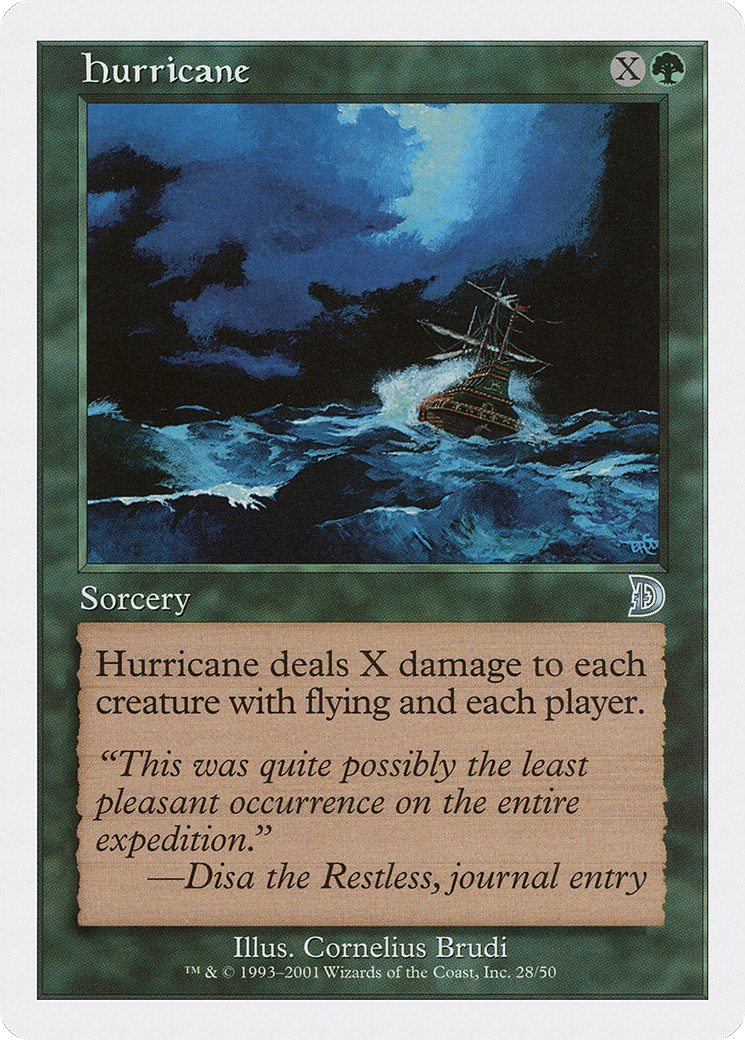 Hurricane
X
Sorcery
Hurricane deals X damage to each
creature with flying and each player.
“This was quite possibly the least
pleasant occurrence on the entire
expedition.”
—Disa the Restless, journal entry
Illus. Cornelius Brudi
™ & © 1993–2001 Wizards of the Coast, Inc. 28/50